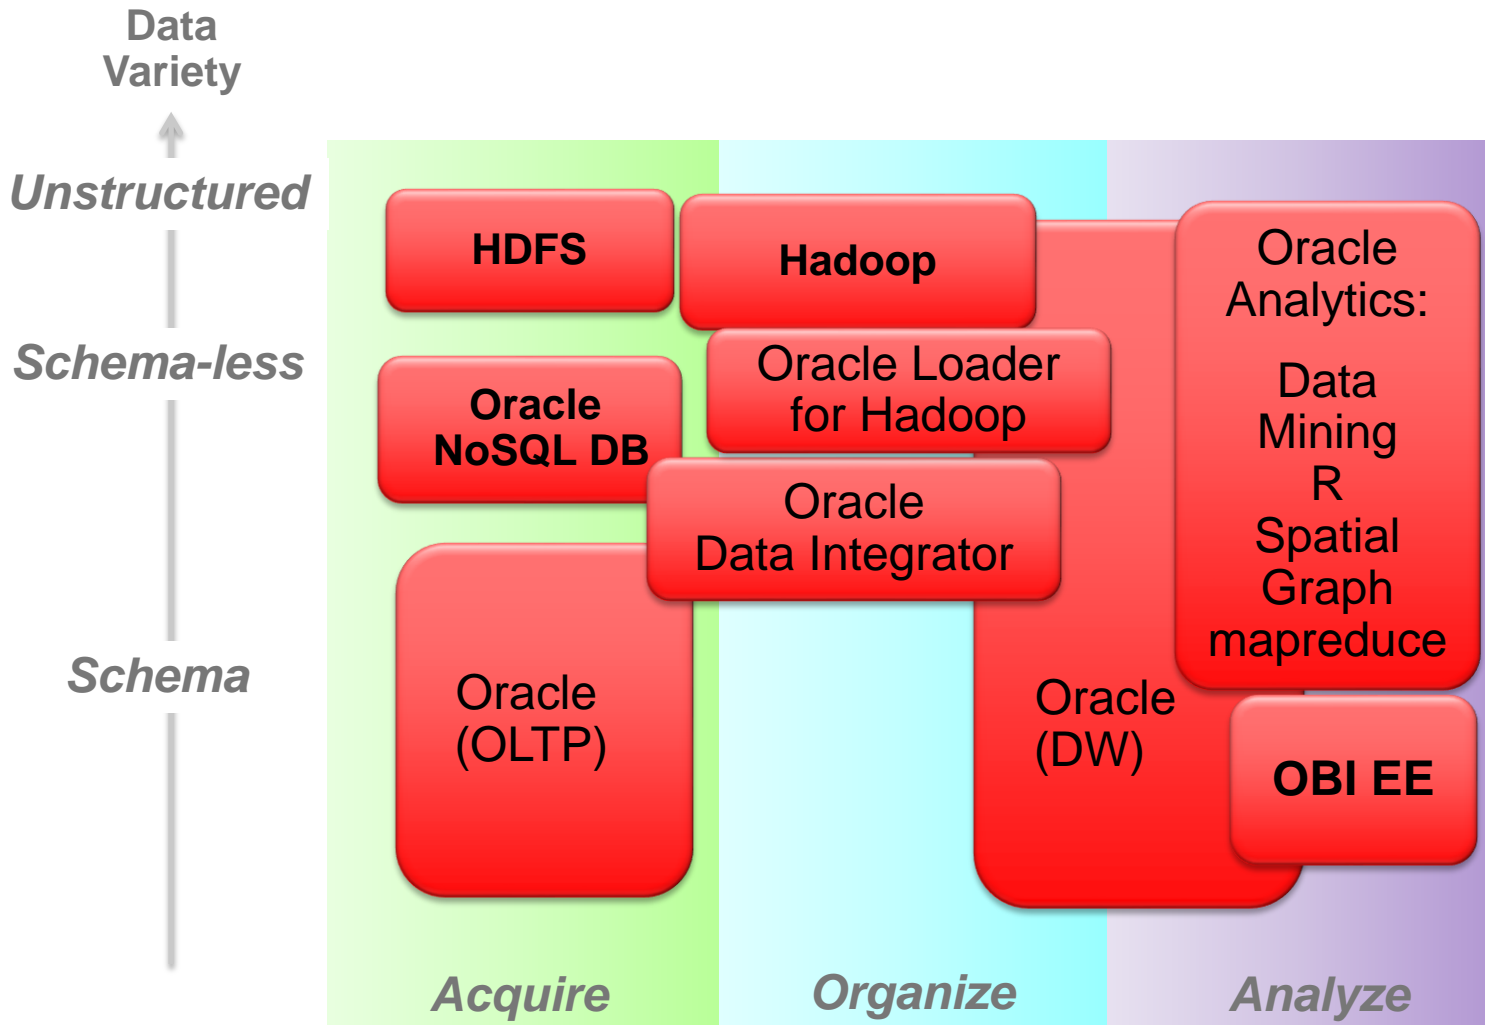 Data
Variety
Unstructured
Schema-less
Schema
HDFS
Oracle
NoSQL DB
Oracle
(OLTP)
Acquire
Hadoop
Oracle Loader
for Hadoop
Oracle
Data Integrator
Organize
Oracle
(DW)
Oracle
Analytics:
Data
Mining
R
Spatial
Graph
mapreduce
OBI EE
Analyze